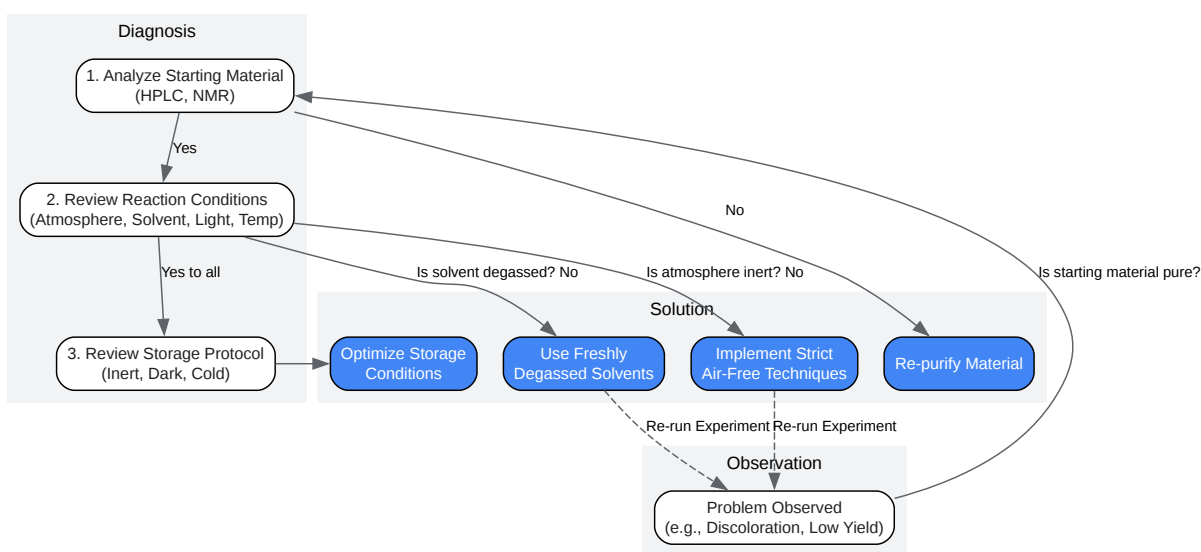 Diagnosis
1. Analyze Starting Material
(HPLC, NMR)
Yes
2. Review Reaction Conditions
(Atmosphere, Solvent, Light, Temp)
No
Yes to all
Is solvent degassed? No
Is atmosphere inert? No
Is starting material pure?
Solution
3. Review Storage Protocol
(Inert, Dark, Cold)
Optimize Storage
Conditions
Use Freshly
Degassed Solvents
Implement Strict
Air-Free Techniques
Re-purify Material
Re-run Experiment
Re-run Experiment
Observation
Problem Observed
(e.g., Discoloration, Low Yield)